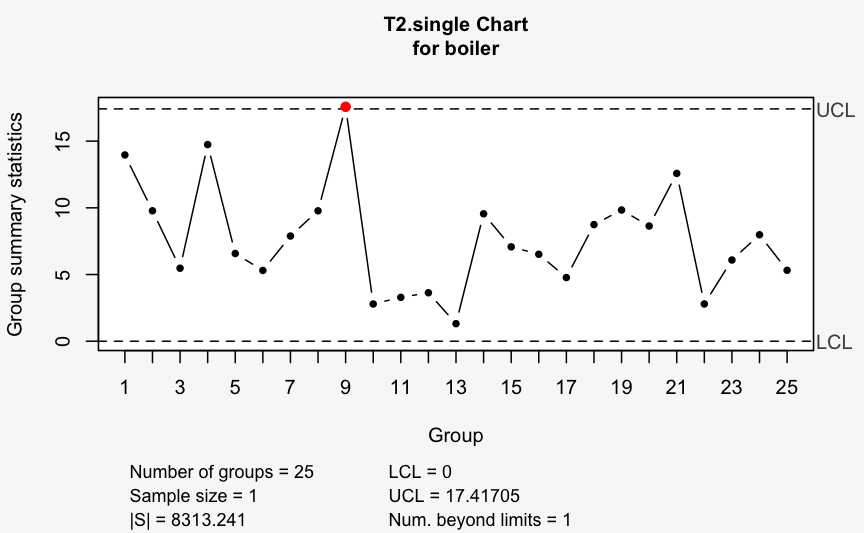 T2.single Chart
for boiler
Group summary statistics
0 5 10 15
UCL
LCL
1 3 5 7 9 11 13 15 17 19 21 23 25
Group
Number of groups = 25 LCL = 0
Sample size = 1 UCL = 17.41705
|S| = 8313.241 Num. beyond limits = 1